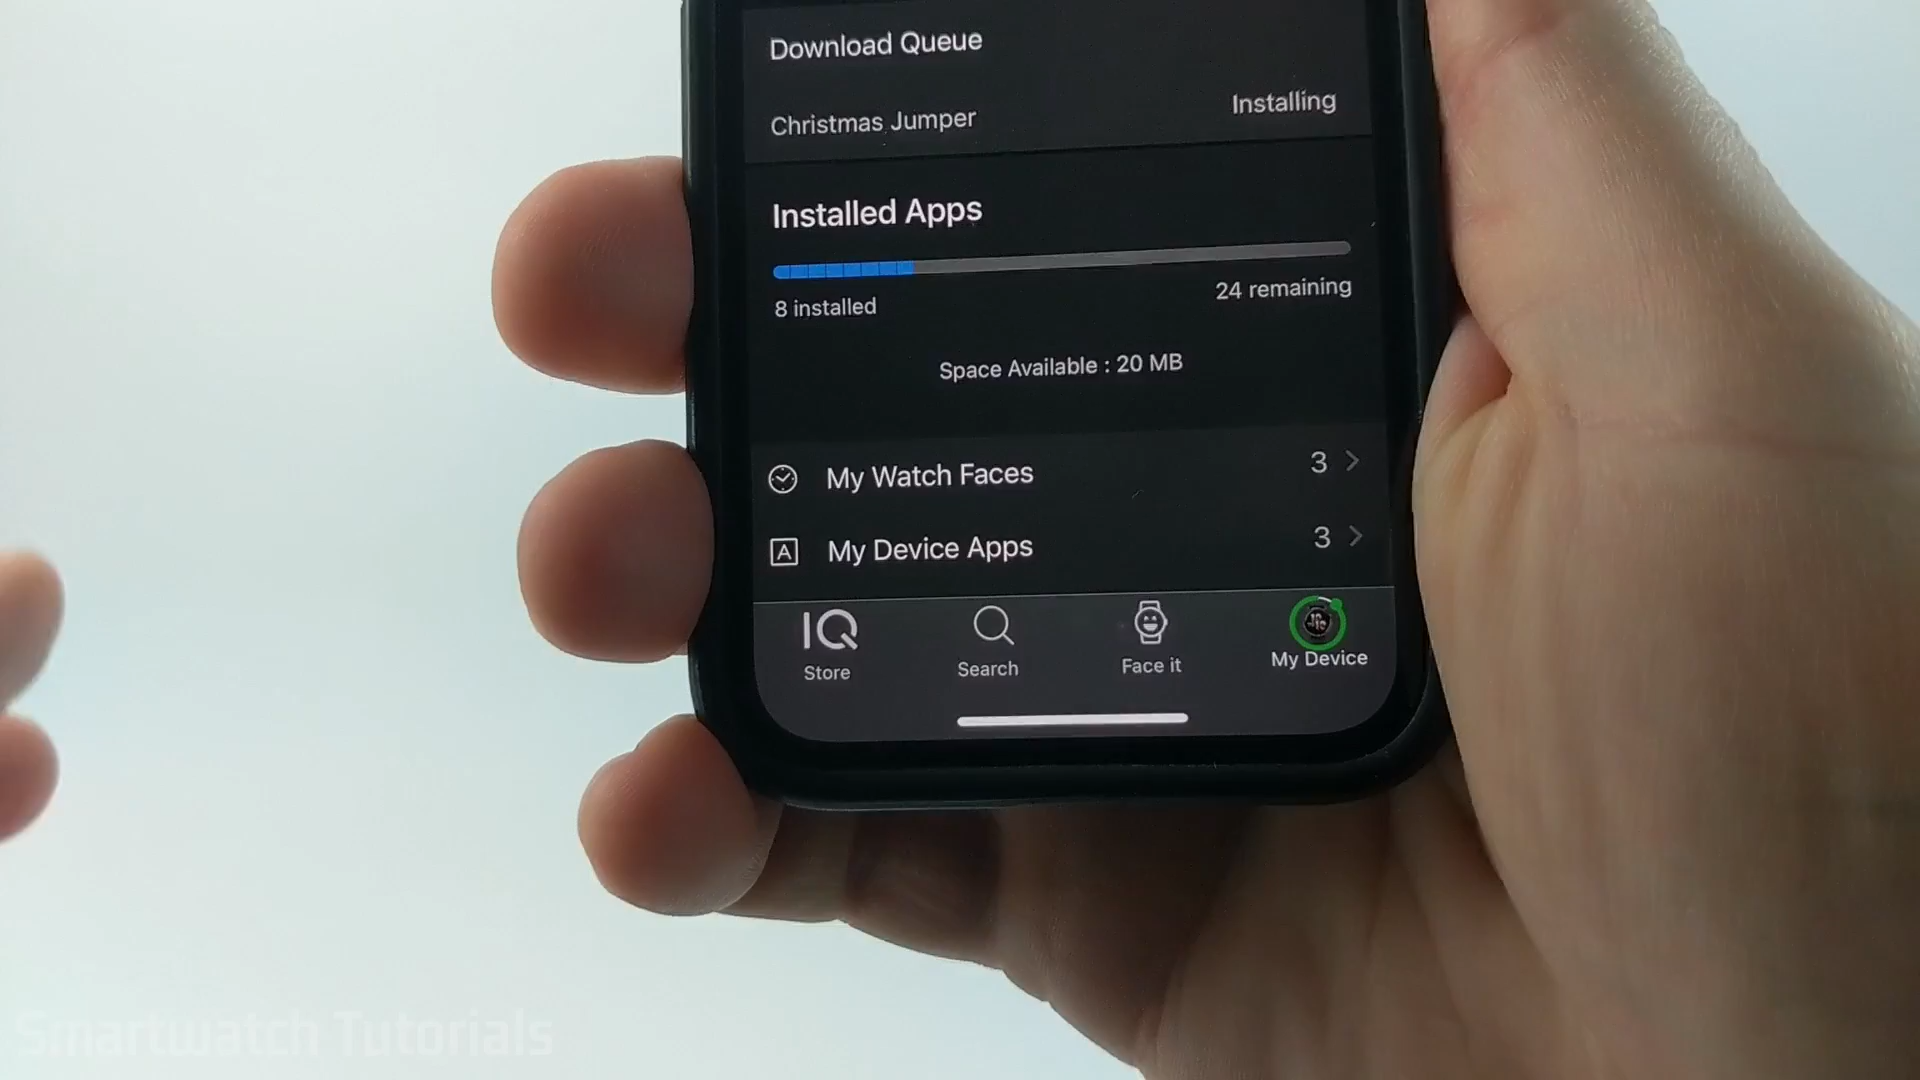 Download Queue
Christmas Jumper
Installing
Installed Apps
8 installed
24 remaining
Space Available : 20 MB
My Watch Faces
3
My Device Apps
3
IQ
Store
Search
Face it
My Device
Smartwatch Tutorials